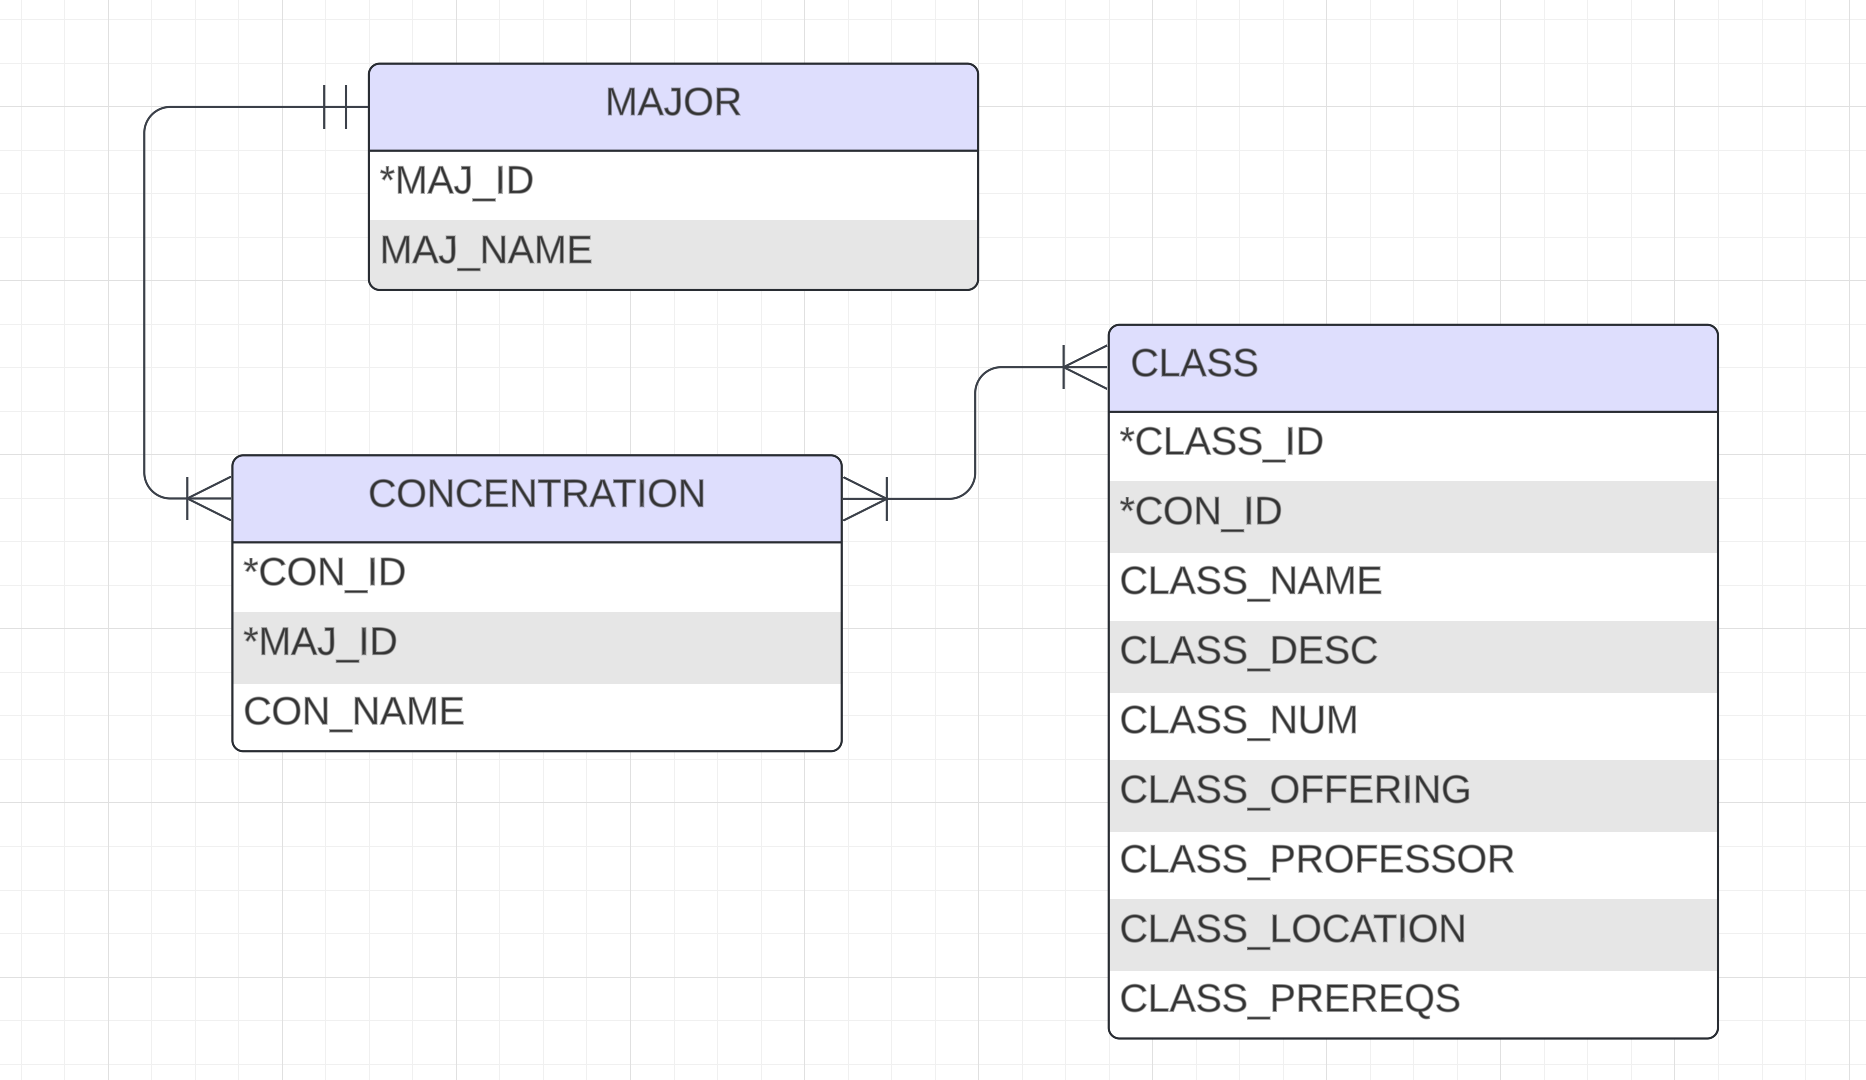 MAJOR
*MAJ_ID
MAJ_NAME
CONCENTRATION
*CON_ID
*MAJ_ID
CON_NAME
CLASS
*CLASS_ID
*CON_ID
CLASS_NAME
CLASS_DESC
CLASS_NUM
CLASS_OFFERING
CLASS_PROFESSOR
CLASS_LOCATION
CLASS_PREREQS